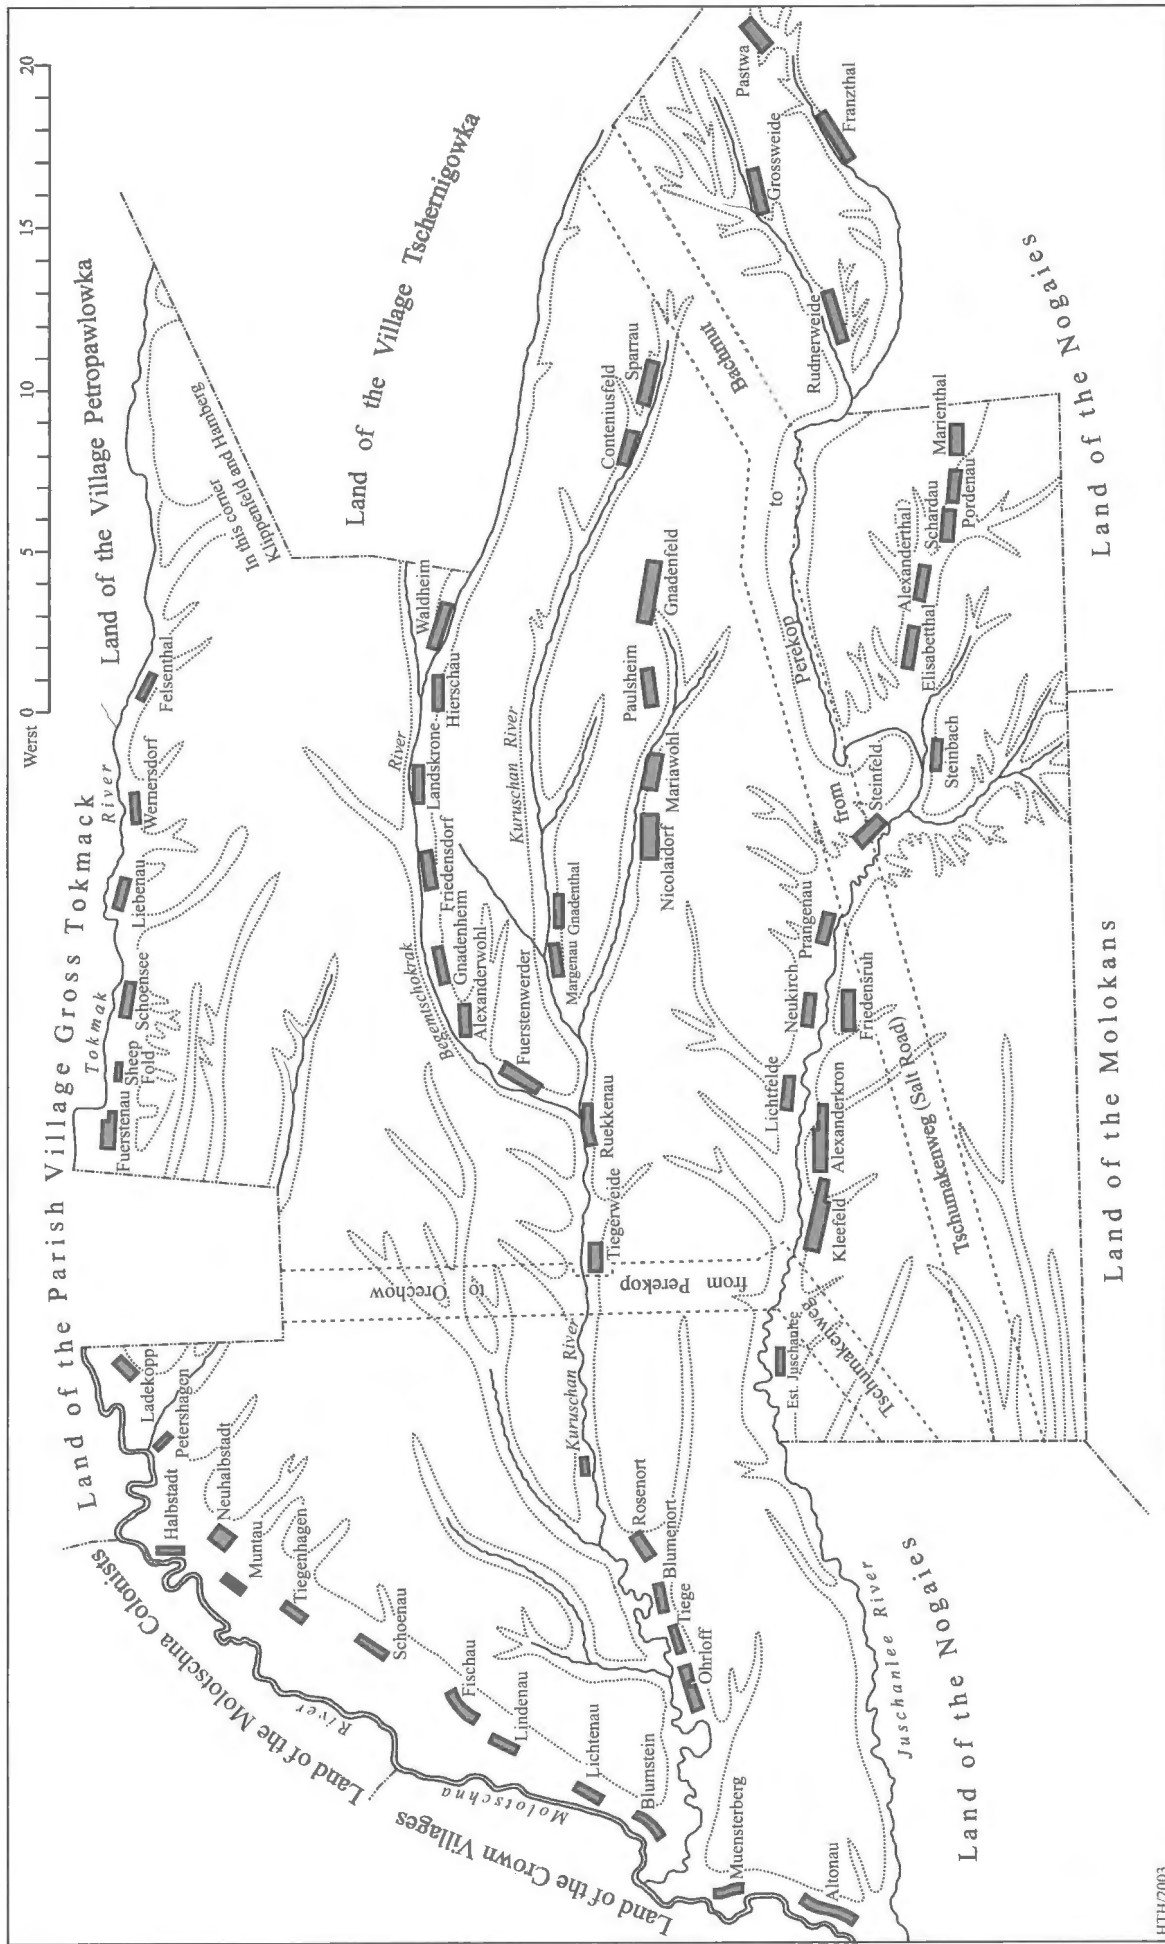 Werst 0 5 10 15 20
Land of the Parish Village Gross Tokmack
Land of the Village Petropawlowka
Land of the Village Tschernigowka
In this corner
Klippenfeld and Hamberg
Tokmak River
Fuerstenau
Sheep
Fold
Schoensee
Liebenau
Wernersdorf
Felsenthal
Land of the Molotschna Colonists
Land of the Crown Villages
Molotschna River
Ladekopp
Petershagen
Halbstadt
Neuhalbstadt
Muntau
Tiegenhagen
Schoenau
Fischau
Lindenau
Lichtenau
Blumstein
Muensterberg
Altonau
Begemtschokrak River
Waldheim
Hierschau
Landskrone
Friedensdorf
Gnadenheim
Alexanderwohl
Fuerstenwerder
Kuruschan River
Margenau
Gnadenthal
Conteniusfeld
Sparrau
Gnadenfeld
Paulsheim
Mariawohl
Nicolaidorf
Ruekkenau
Tiegerweide
Kuruschan River
Rosenort
Blumenort
Tiege
Ohrloff
from Perekop
to
Orechow
from Perekop to Bachmut
Pastwa
Grossweide
Franzthal
Rudnerweide
Marienthal
Pordenau
Schardau
Alexanderthal
Elisabetthal
Steinbach
Steinfeld
Prangenau
Neukirch
Friedensruh
Lichtfelde
Alexanderkron
Kleefeld
Est. Juschanlee
Tschumakenweg
Tschumakenweg (Salt Road)
Juschanlee River
Land of the Nogaies
Land of the Molokans
Land of the Nogaies
HTH/2003